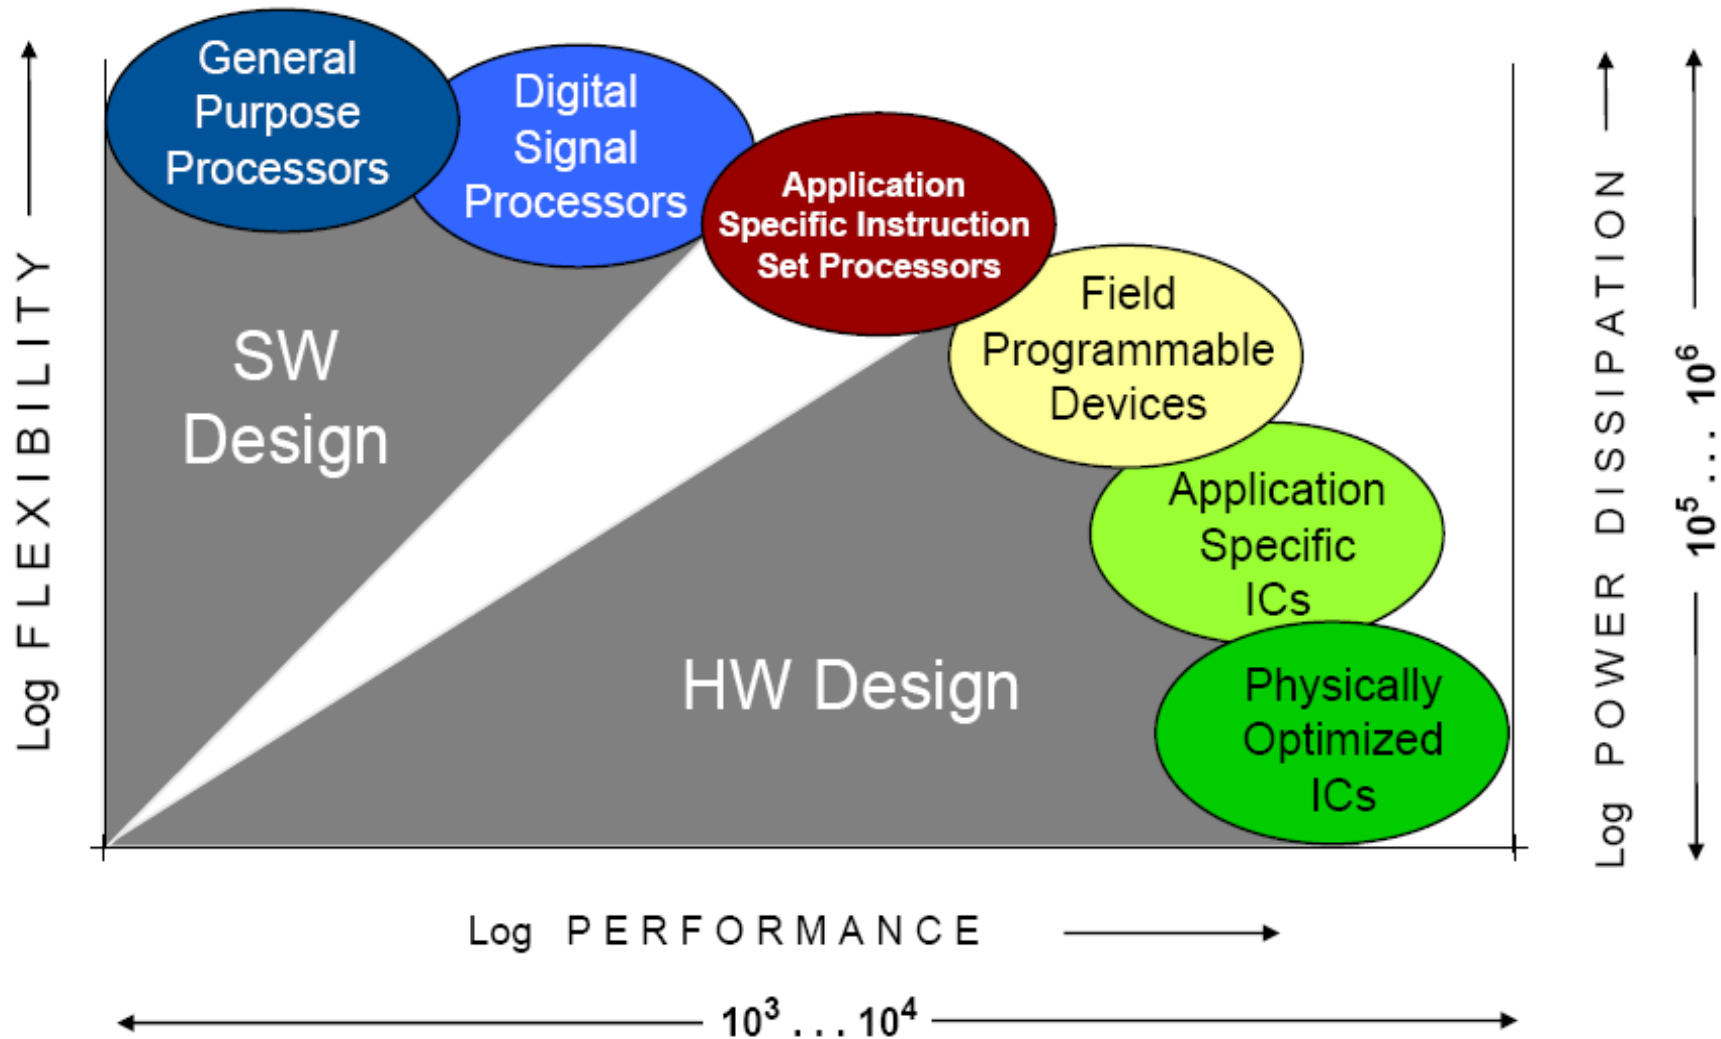 General
Purpose
Processors
Digital
Signal
Processors
Application
Specific Instruction
Set Processors
Field
Programmable
Devices
Application
Specific
ICs
Physically
Optimized
ICs
SW
Design
HW Design
Log FLEXIBILITY
Log POWER DISSIPATION
10⁵ ... 10⁶
Log PERFORMANCE
10³ ... 10⁴